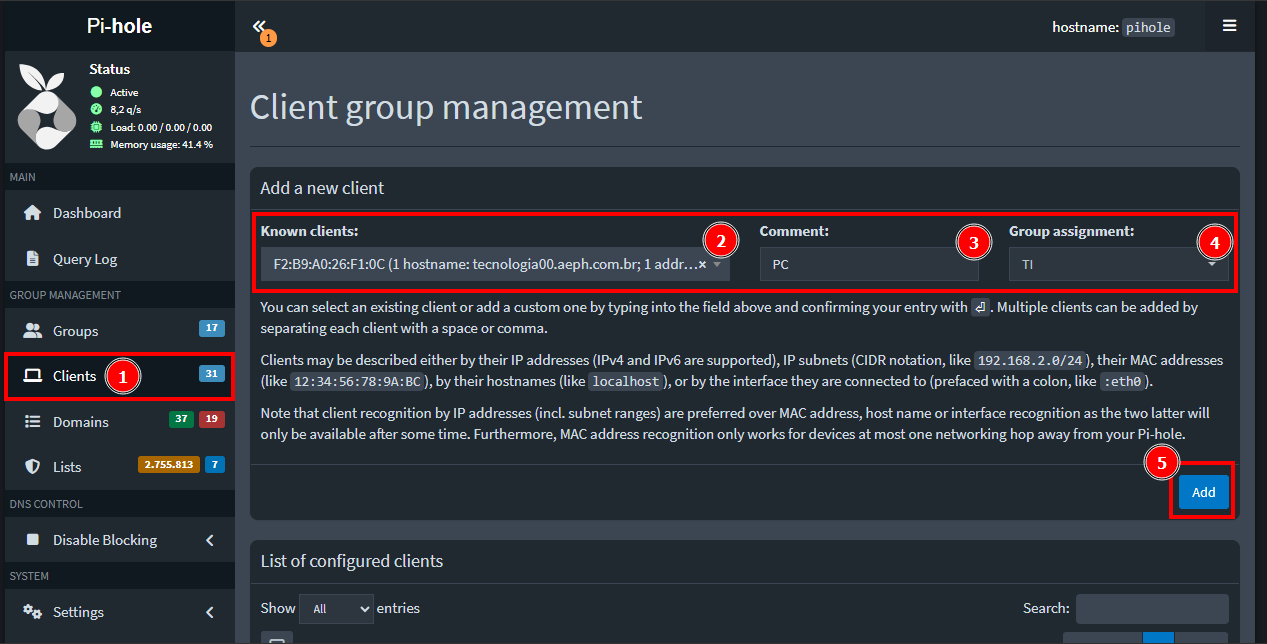 Pi-hole
1
hostname: pihole
Status
Active
8,2 q/s
Load: 0.00 / 0.00 / 0.00
Memory usage: 41.4 %
MAIN
Dashboard
Query Log
GROUP MANAGEMENT
Groups 17
Clients 1 31
Domains 37 19
Lists 2.755.813 7
DNS CONTROL
Disable Blocking
SYSTEM
Settings
Client group management
Add a new client
Known clients: 2 Comment: 3 Group assignment: 4
F2:B9:A0:26:F1:0C (1 hostname: tecnologia00.aeph.com.br; 1 addr...× PC TI
You can select an existing client or add a custom one by typing into the field above and confirming your entry with ⏎. Multiple clients can be added by
separating each client with a space or comma.
Clients may be described either by their IP addresses (IPv4 and IPv6 are supported), IP subnets (CIDR notation, like 192.168.2.0/24), their MAC addresses
(like 12:34:56:78:9A:BC), by their hostnames (like localhost), or by the interface they are connected to (prefaced with a colon, like :eth0).
Note that client recognition by IP addresses (incl. subnet ranges) are preferred over MAC address, host name or interface recognition as the two latter will
only be available after some time. Furthermore, MAC address recognition only works for devices at most one networking hop away from your Pi-hole.
5
Add
List of configured clients
Show All entries Search: